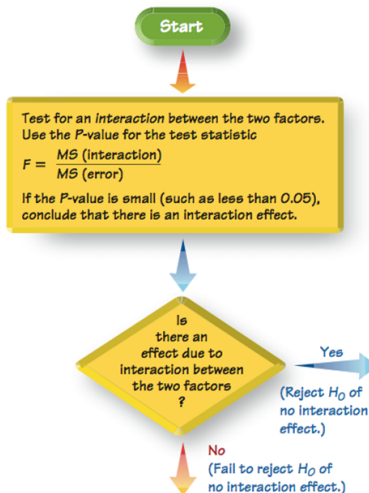 Start
Test for an interaction between the two factors.
Use the P-value for the test statistic
F = MS (interaction)
MS (error)
If the P-value is small (such as less than 0.05),
conclude that there is an interaction effect.
Is
there an
effect due to
interaction between
the two factors
?
Yes
(Reject H0 of
no interaction
effect.)
No
(Fail to reject H0 of
no interaction effect.)